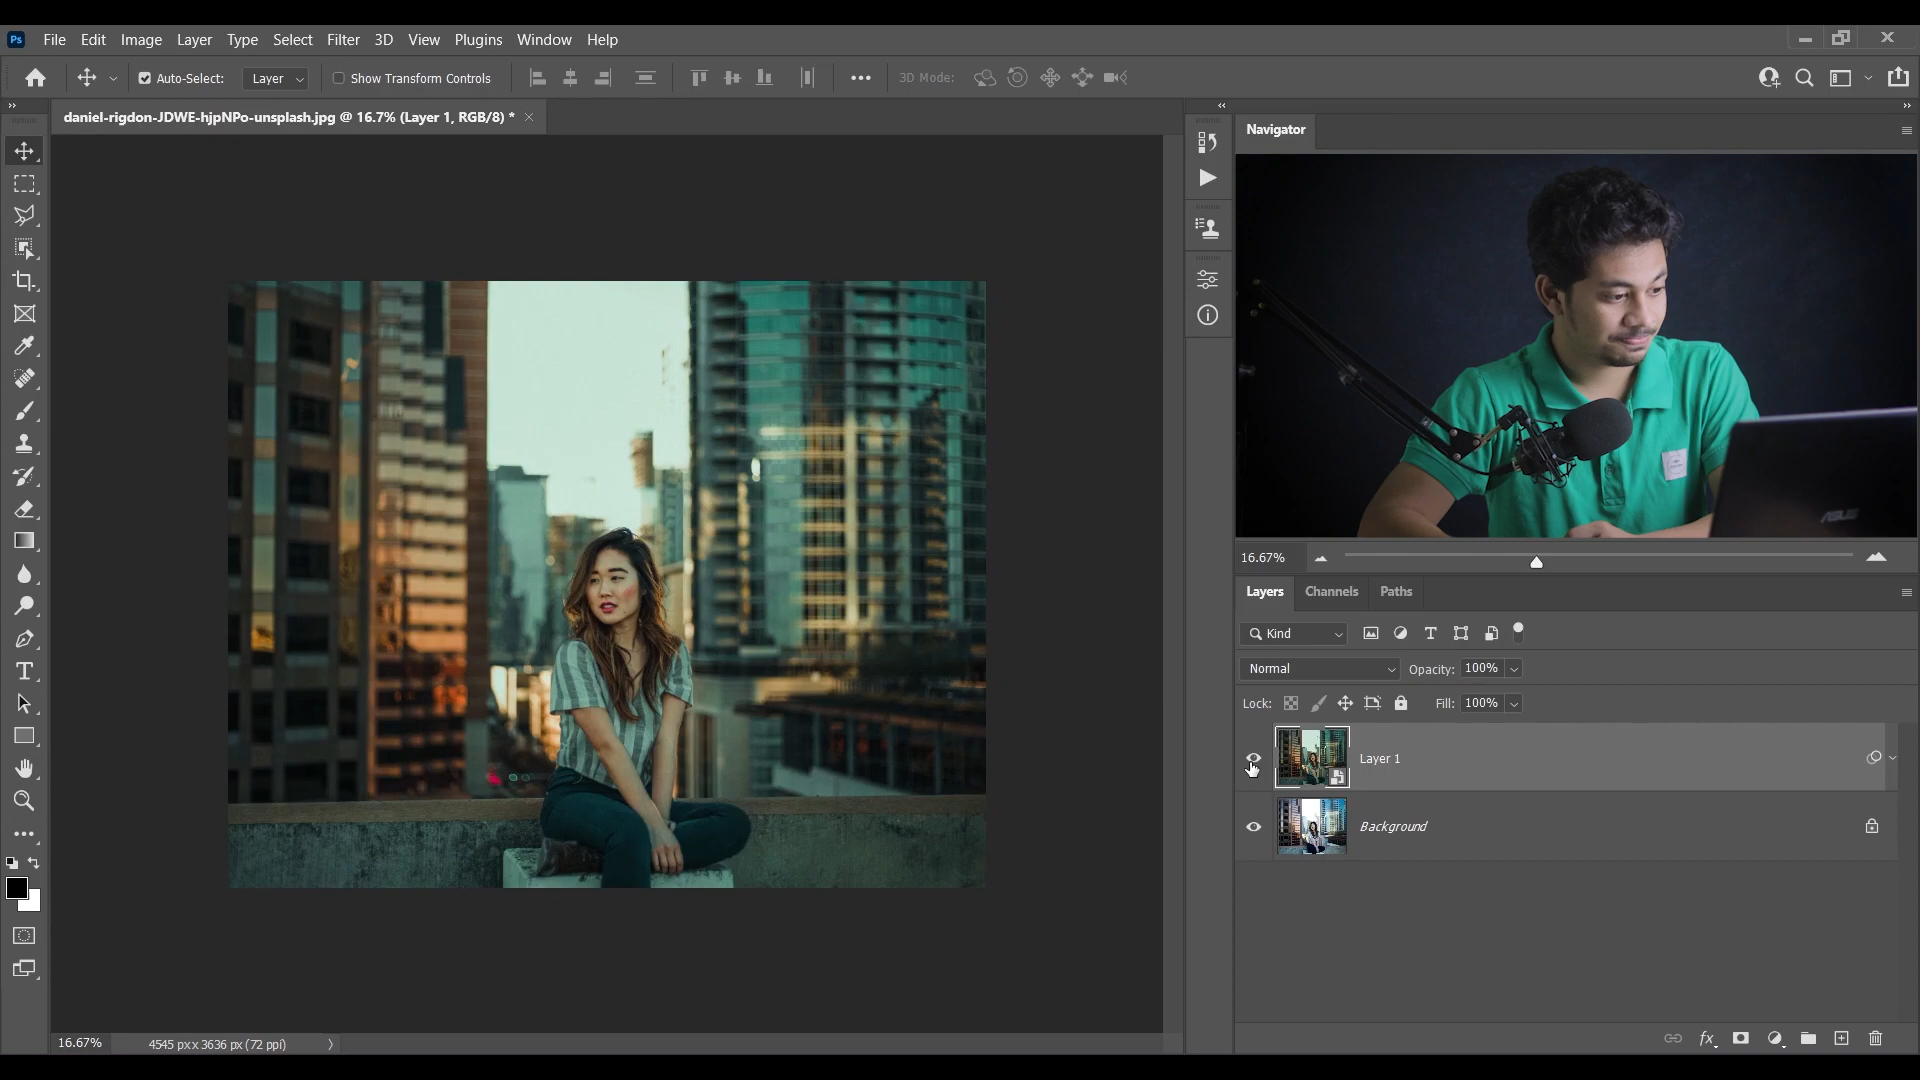 Ps File Edit Image Layer Type Select Filter 3D View Plugins Window Help
Auto-Select: Layer Show Transform Controls 3D Mode:
daniel-rigdon-JDWE-hjpNPo-unsplash.jpg @ 16.7% (Layer 1, RGB/8) *
Navigator
ASUS
16.67%
Layers Channels Paths
Kind
Normal Opacity: 100%
Lock: Fill: 100%
Layer 1
Background
fx
16.67% 4545 px x 3636 px (72 ppi)